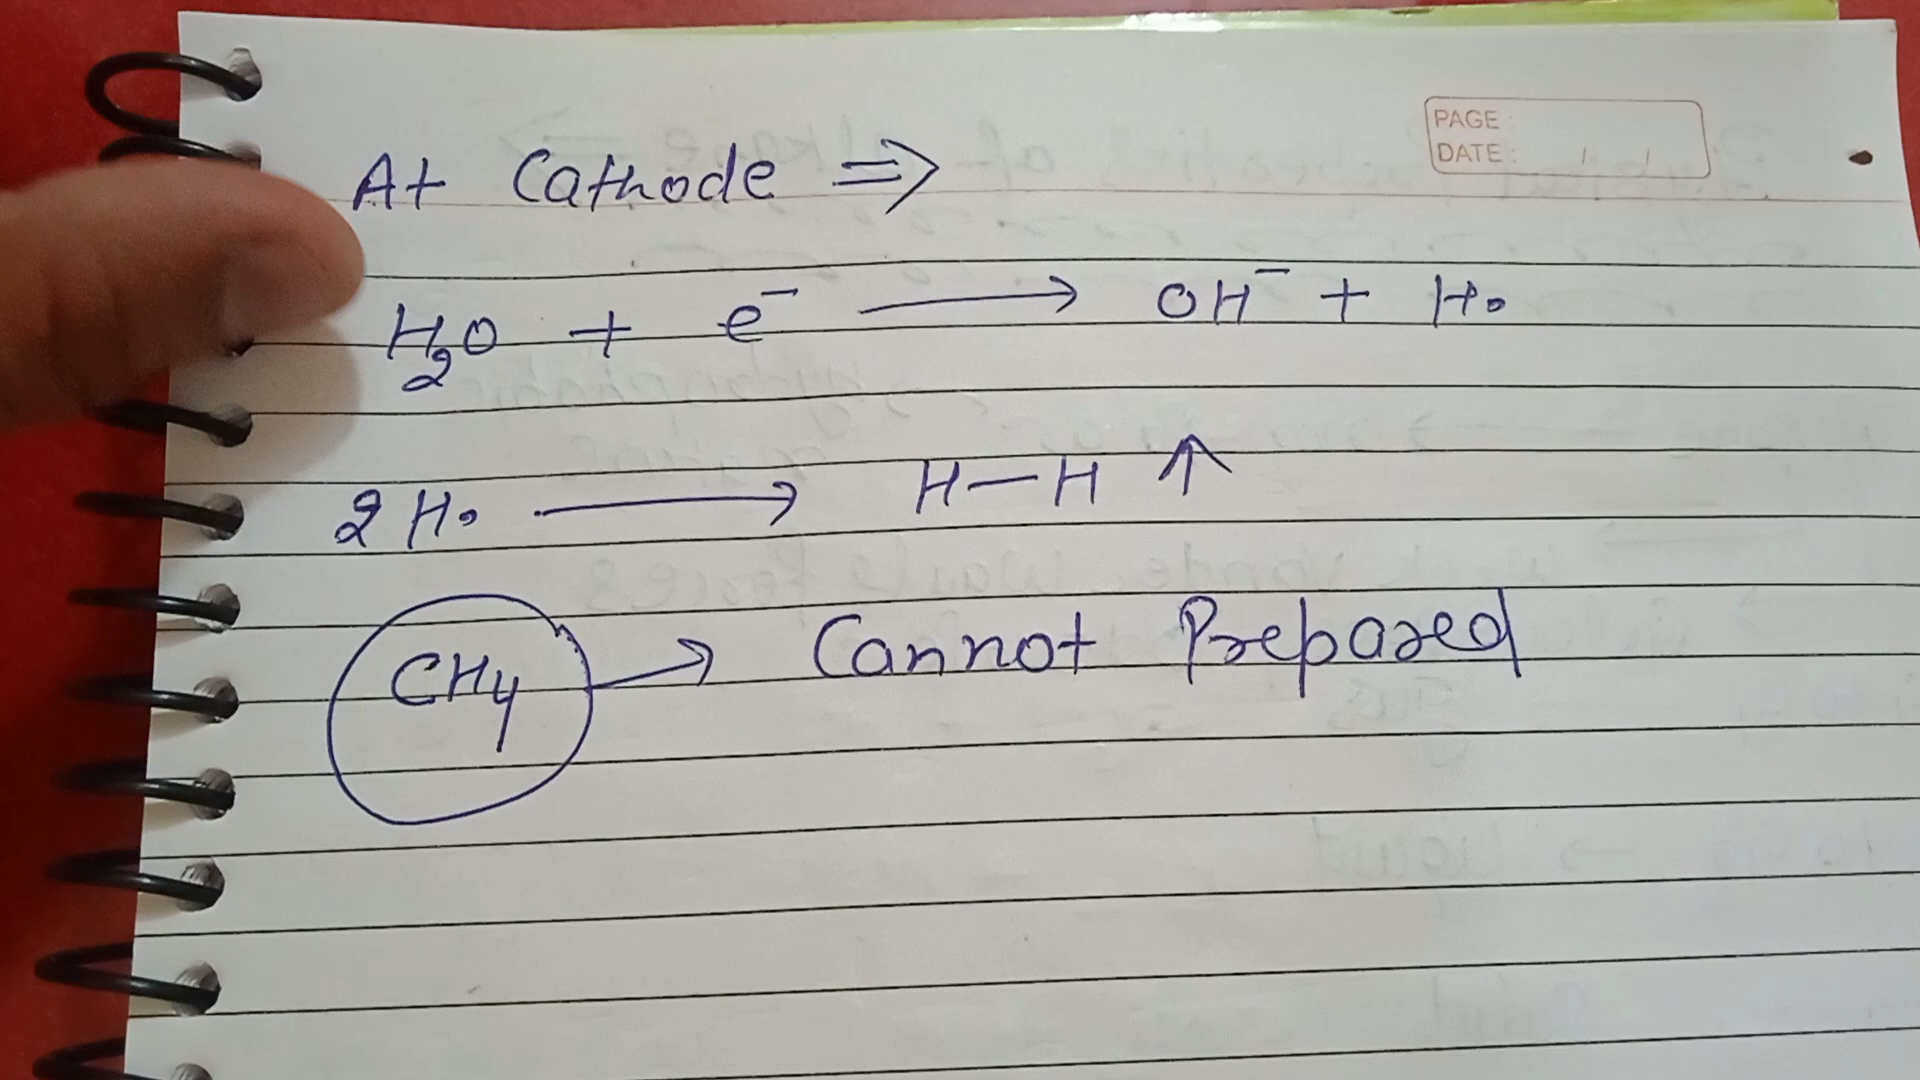 PAGE :
DATE : / /
At Cathode ⇒
H₂O + e⁻ ⟶ OH⁻ + H•
2H• ⟶ H—H ↑
CH₄ → Cannot Prepared